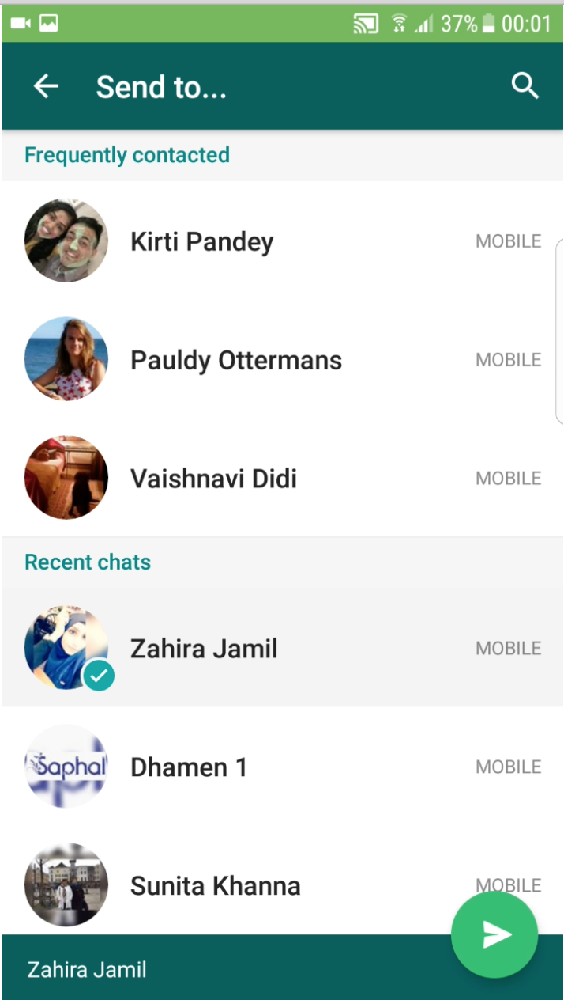 37% 00:01
Send to...
Frequently contacted
Kirti Pandey MOBILE
Pauldy Ottermans MOBILE
Vaishnavi Didi MOBILE
Recent chats
Zahira Jamil MOBILE
Saphal
Dhamen 1 MOBILE
Sunita Khanna MOBILE
Zahira Jamil